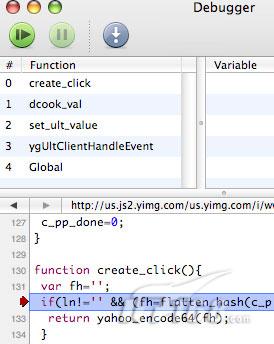 Debugger
# Function
Variable
0 create_click
1 dcook_val
2 set_ult_value
3 ygUltClientHandleEvent
4 Global
http://us.js2.yimg.com/us.yimg.com/i/w
127 c_pp_done=0;
128 }
129
130 function create_click(){
131 var fh='';
132 if(ln!='' && (fh=flatten_hash(c_p
133 return yahoo_encode64(fh);
134 }